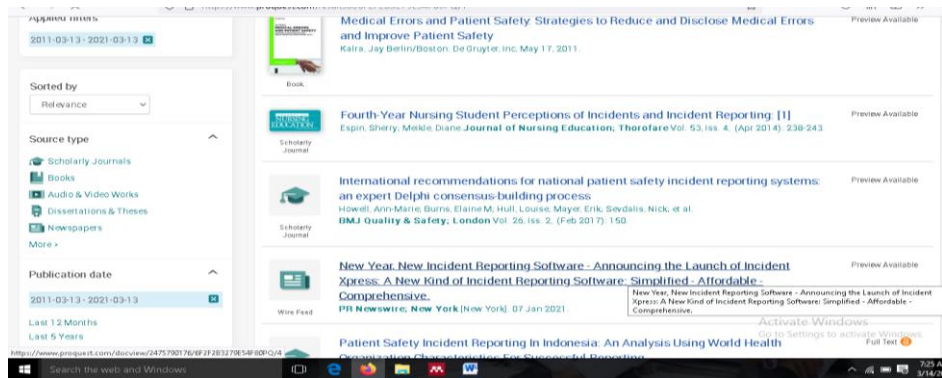 Applied filters
2011-03-13 - 2021-03-13
Sorted by
Relevance
Source type
Scholarly Journals
Books
Audio & Video Works
Dissertations & Theses
Newspapers
More >
Publication date
2011-03-13 - 2021-03-13
Last 12 Months
Last 5 Years
Medical Errors and Patient Safety: Strategies to Reduce and Disclose Medical Errors
and Improve Patient Safety
Kalra, Jay Berlin/Boston: De Gruyter, Inc, May 17, 2011.
Book
Preview Available
Fourth-Year Nursing Student Perceptions of Incidents and Incident Reporting: [1]
Espin, Sherry; Meikle, Diane. Journal of Nursing Education; Thorofare Vol. 53, Iss. 4, (Apr 2014): 238-243.
Scholarly
Journal
Preview Available
International recommendations for national patient safety incident reporting systems:
an expert Delphi consensus-building process
Howell, Ann-Marie; Burns, Elaine M; Hull, Louise; Mayer, Erik; Sevdalis, Nick; et al.
BMJ Quality & Safety; London Vol. 26, Iss. 2, (Feb 2017): 150.
Scholarly
Journal
Preview Available
New Year, New Incident Reporting Software - Announcing the Launch of Incident
Xpress: A New Kind of Incident Reporting Software: Simplified - Affordable -
Comprehensive.
PR Newswire; New York [New York]. 07 Jan 2021.
Wire Feed
Preview Available
New Year, New Incident Reporting Software - Announcing the Launch of Incident
Xpress: A New Kind of Incident Reporting Software: Simplified - Affordable -
Comprehensive.
Activate Windows
Go to Settings to activate Windows.
Patient Safety Incident Reporting In Indonesia: An Analysis Using World Health
Organization Characteristics For Successful Reporting
Full Text
Search the web and Windows
7:25 A